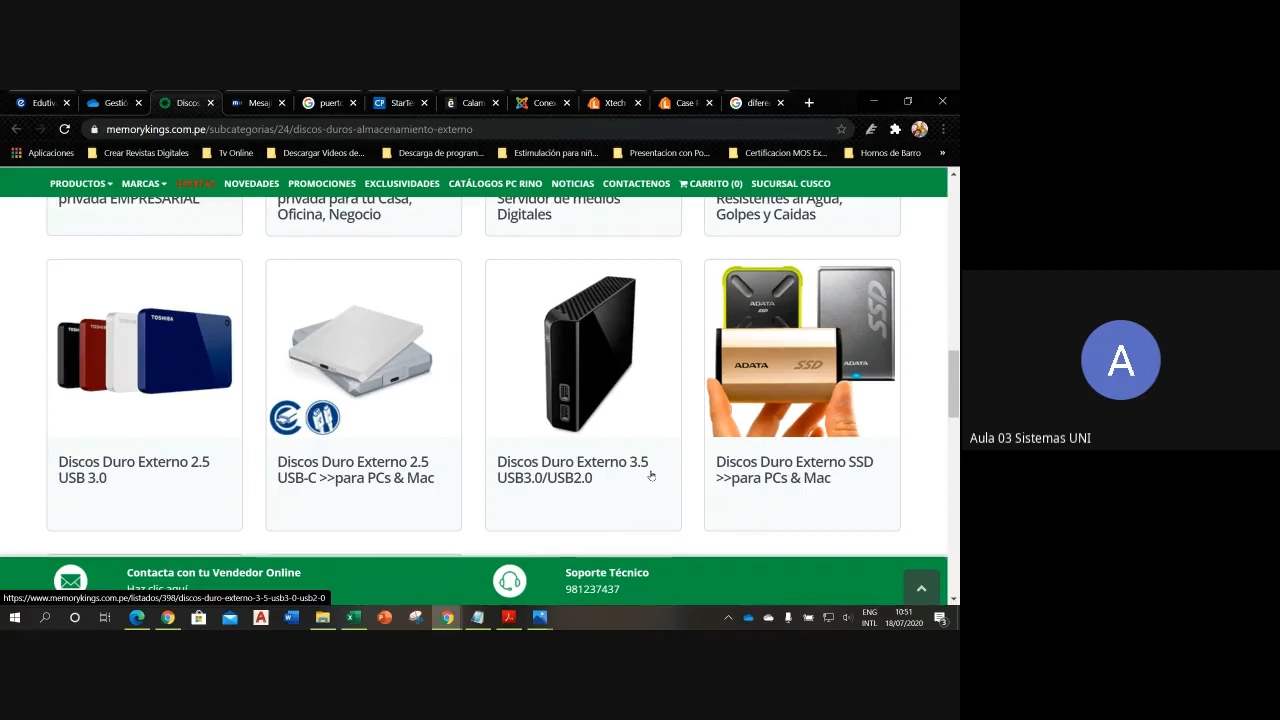 Edutiv
Gestió
Discos
Mesaj
puerto
StarTe
Calam
Conex
Xtech
Case F
diferen
memorykings.com.pe/subcategorias/24/discos-duros-almacenamiento-externo
Aplicaciones
Crear Revistas Digitales
Tv Online
Descargar Videos de...
Descarga de program...
Estimulación para niñ...
Presentacion con Po...
Certificacion MOS Ex...
Hornos de Barro
»
PRODUCTOS
MARCAS
OFERTAS
NOVEDADES
PROMOCIONES
EXCLUSIVIDADES
CATÁLOGOS PC RINO
NOTICIAS
CONTACTENOS
CARRITO (0)
SUCURSAL CUSCO
privada EMPRESARIAL
privada para tu Casa,
Oficina, Negocio
Servidor de medios
Digitales
Resistentes al Agua,
Golpes y Caidas
TOSHIBA
TOSHIBA
ADATA
SSD
SSD
ADATA
SSD
ADATA
Discos Duro Externo 2.5
USB 3.0
Discos Duro Externo 2.5
USB-C >>para PCs & Mac
Discos Duro Externo 3.5
USB3.0/USB2.0
Discos Duro Externo SSD
>>para PCs & Mac
Contacta con tu Vendedor Online
Haz clic aquí
Soporte Técnico
981237437
https://www.memorykings.com.pe/listados/398/discos-duro-externo-3-5-usb3-0-usb2-0
ENG
INTL
10:51
18/07/2020
3
A
Aula 03 Sistemas UNI